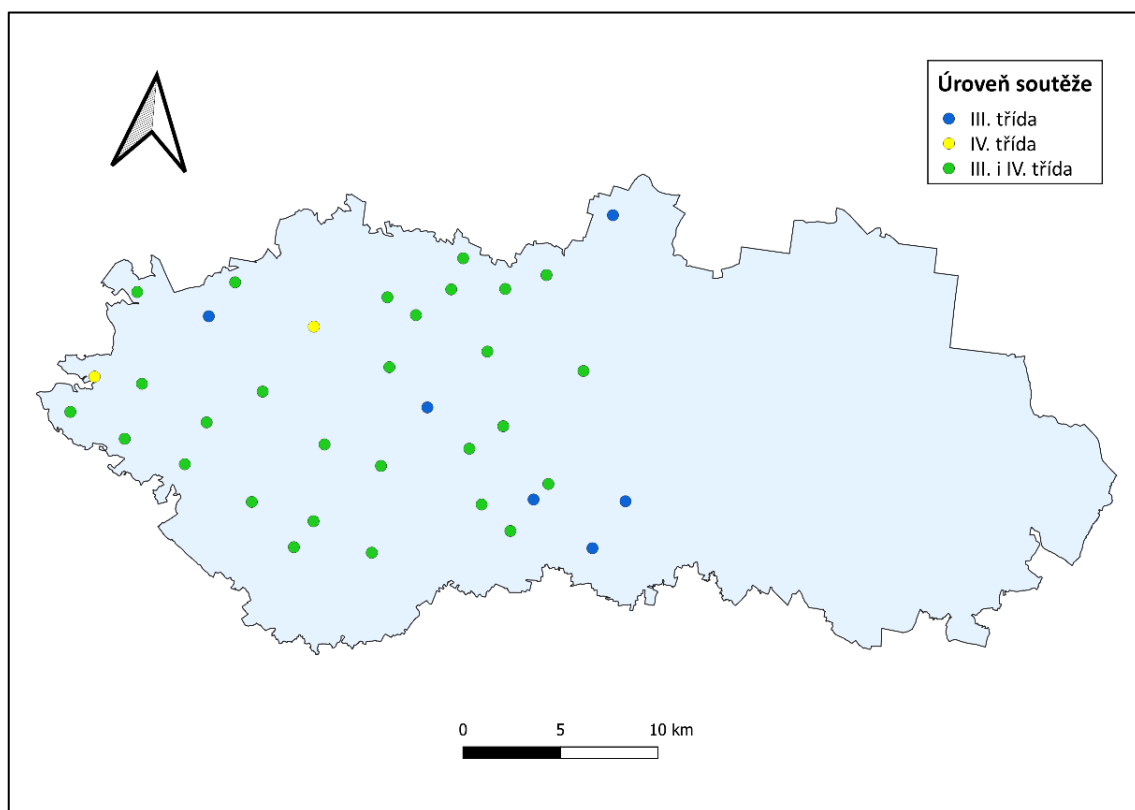 Úroveň soutěže
III. třída
IV. třída
III. i IV. třída
0 5 10 km